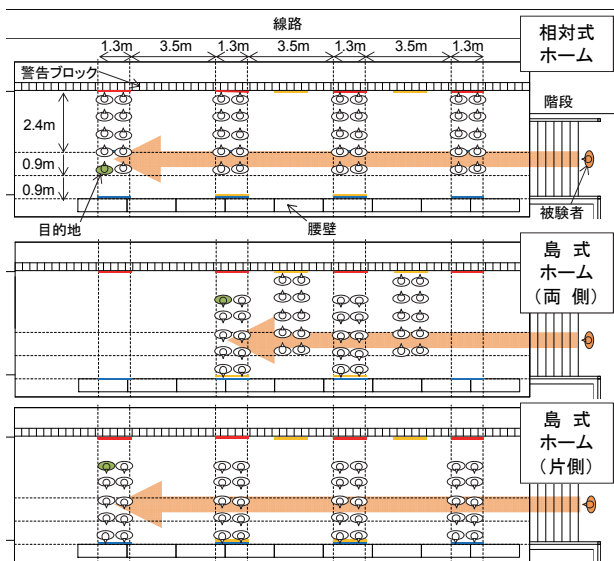 線路
1.3m 3.5m 1.3m 3.5m 1.3m 3.5m 1.3m
相対式
ホーム
警告ブロック
階段
2.4m
0.9m
0.9m
目的地
腰壁
被験者
島 式
ホーム
(両 側)
島 式
ホーム
(片側)